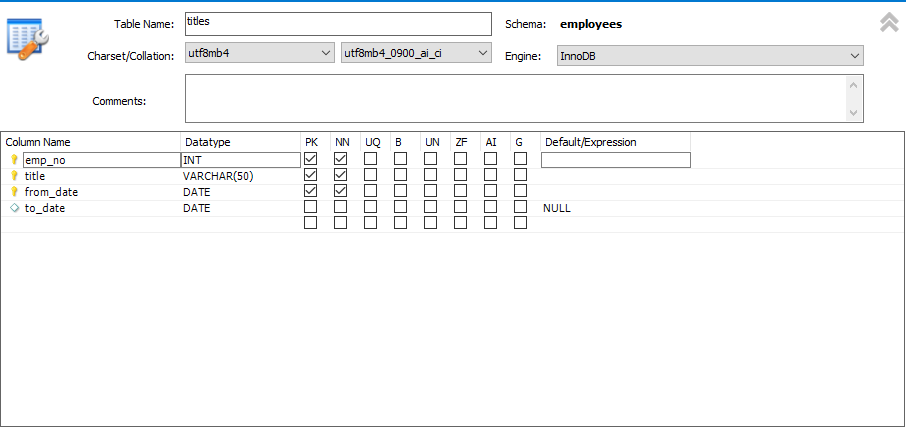 Table Name: titles Schema: employees
Charset/Collation: utf8mb4 utf8mb4_0900_ai_ci Engine: InnoDB
Comments:
Column Name Datatype PK NN UQ B UN ZF AI G Default/Expression
emp_no INT
title VARCHAR(50)
from_date DATE
to_date DATE NULL